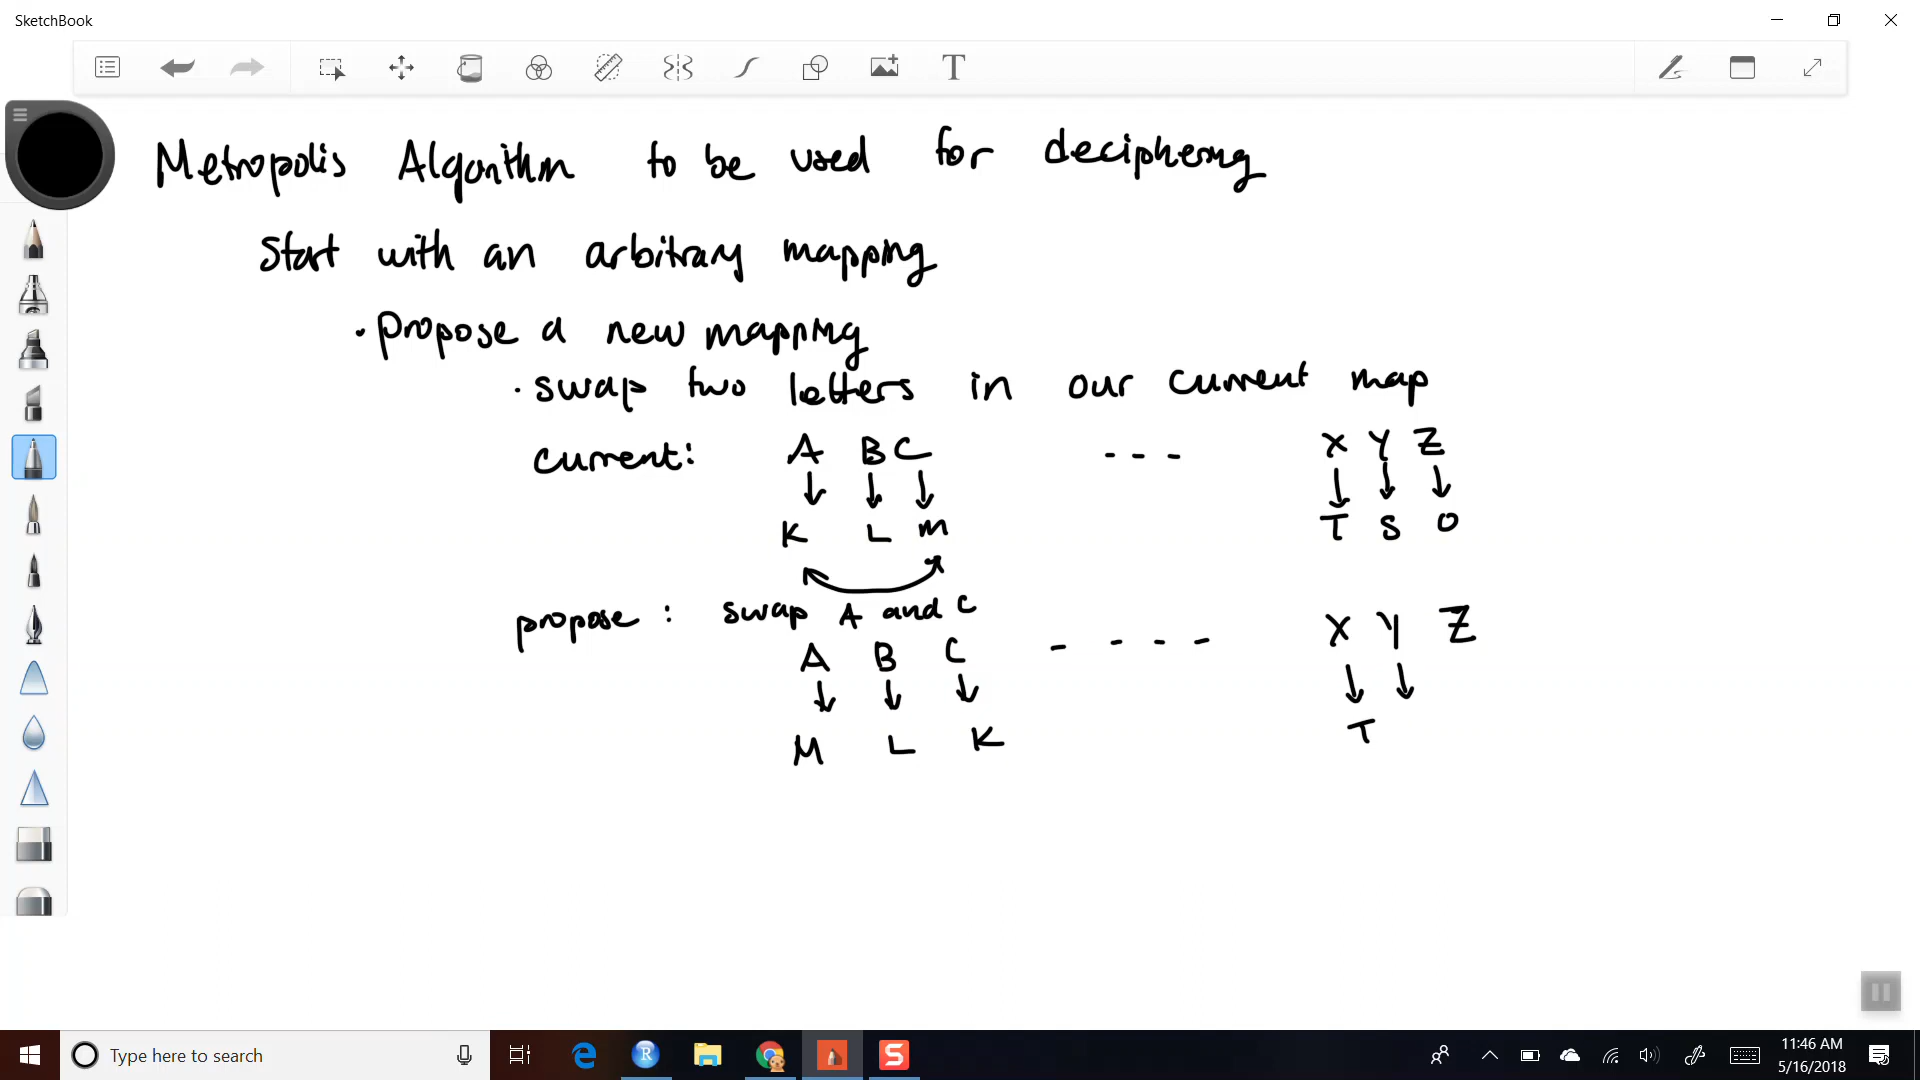 SketchBook
T
Metropolis Algorithm to be used for deciphering
Start with an arbitrary mapping
· propose a new mapping
· swap two letters in our current map
current: A B C - - - X Y Z
↓ ↓ ↓ ↓ ↓ ↓
K L M T S O
propose: swap A and C
A B C - - - - X Y Z
↓ ↓ ↓ ↓ ↓
M L K T
Type here to search
e R S
11:46 AM
5/16/2018